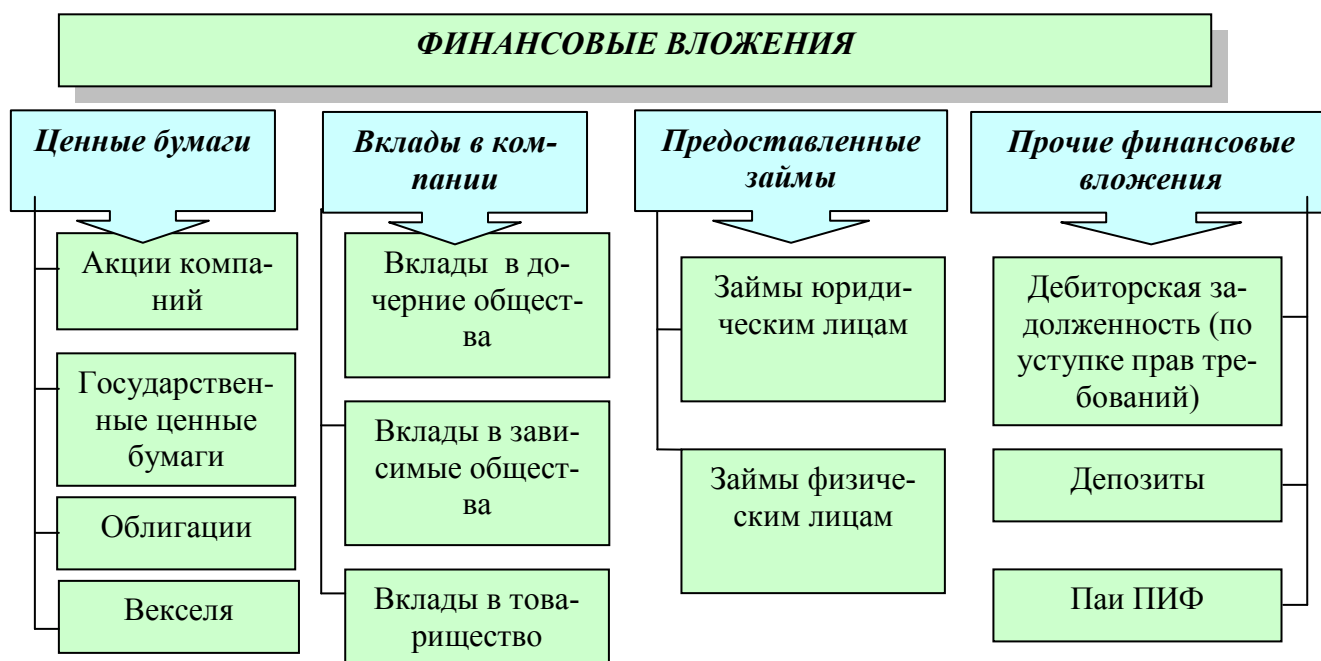 ФИНАНСОВЫЕ ВЛОЖЕНИЯ
Ценные бумаги
Акции компа-
ний
Государствен-
ные ценные
бумаги
Облигации
Векселя
Вклады в ком-
пании
Вклады в до-
черние общест-
ва
Вклады в зави-
симые общест-
ва
Вклады в това-
рищество
Предоставленные
займы
Займы юриди-
ческим лицам
Займы физиче-
ским лицам
Прочие финансовые
вложения
Дебиторская за-
долженность (по
уступке прав тре-
бований)
Депозиты
Паи ПИФ